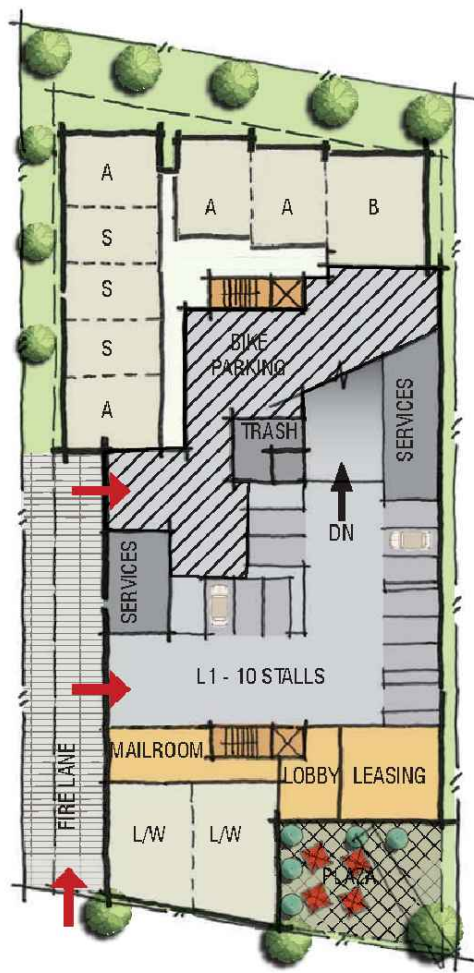 A
A
A
B
S
S
S
A
BIKE
PARKING
TRASH
SERVICES
DN
SERVICES
L1 - 10 STALLS
MAILROOM
LOBBY
LEASING
FIRE LANE
L/W
L/W
PLAZA